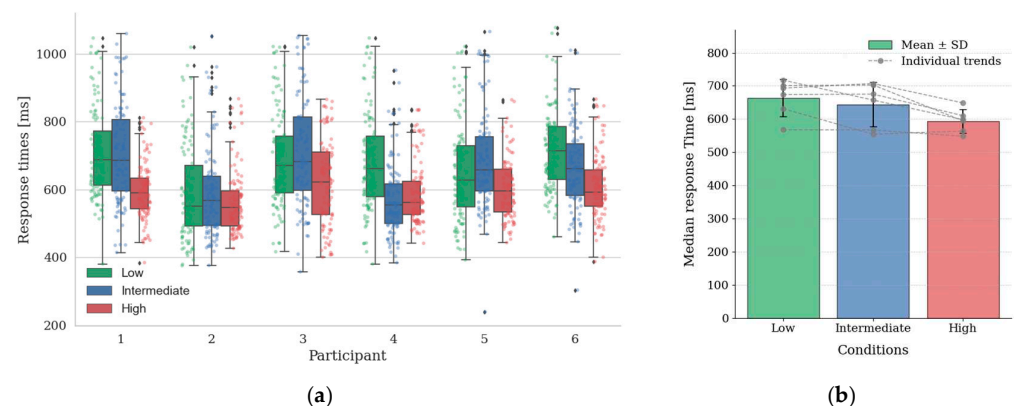 1000
800
600
400
200
Response times [ms]
Low
Intermediate
High
1 2 3 4 5 6
Participant
(a)
800
700
600
500
400
300
200
100
0
Median response Time [ms]
Mean ± SD
Individual trends
Low Intermediate High
Conditions
(b)